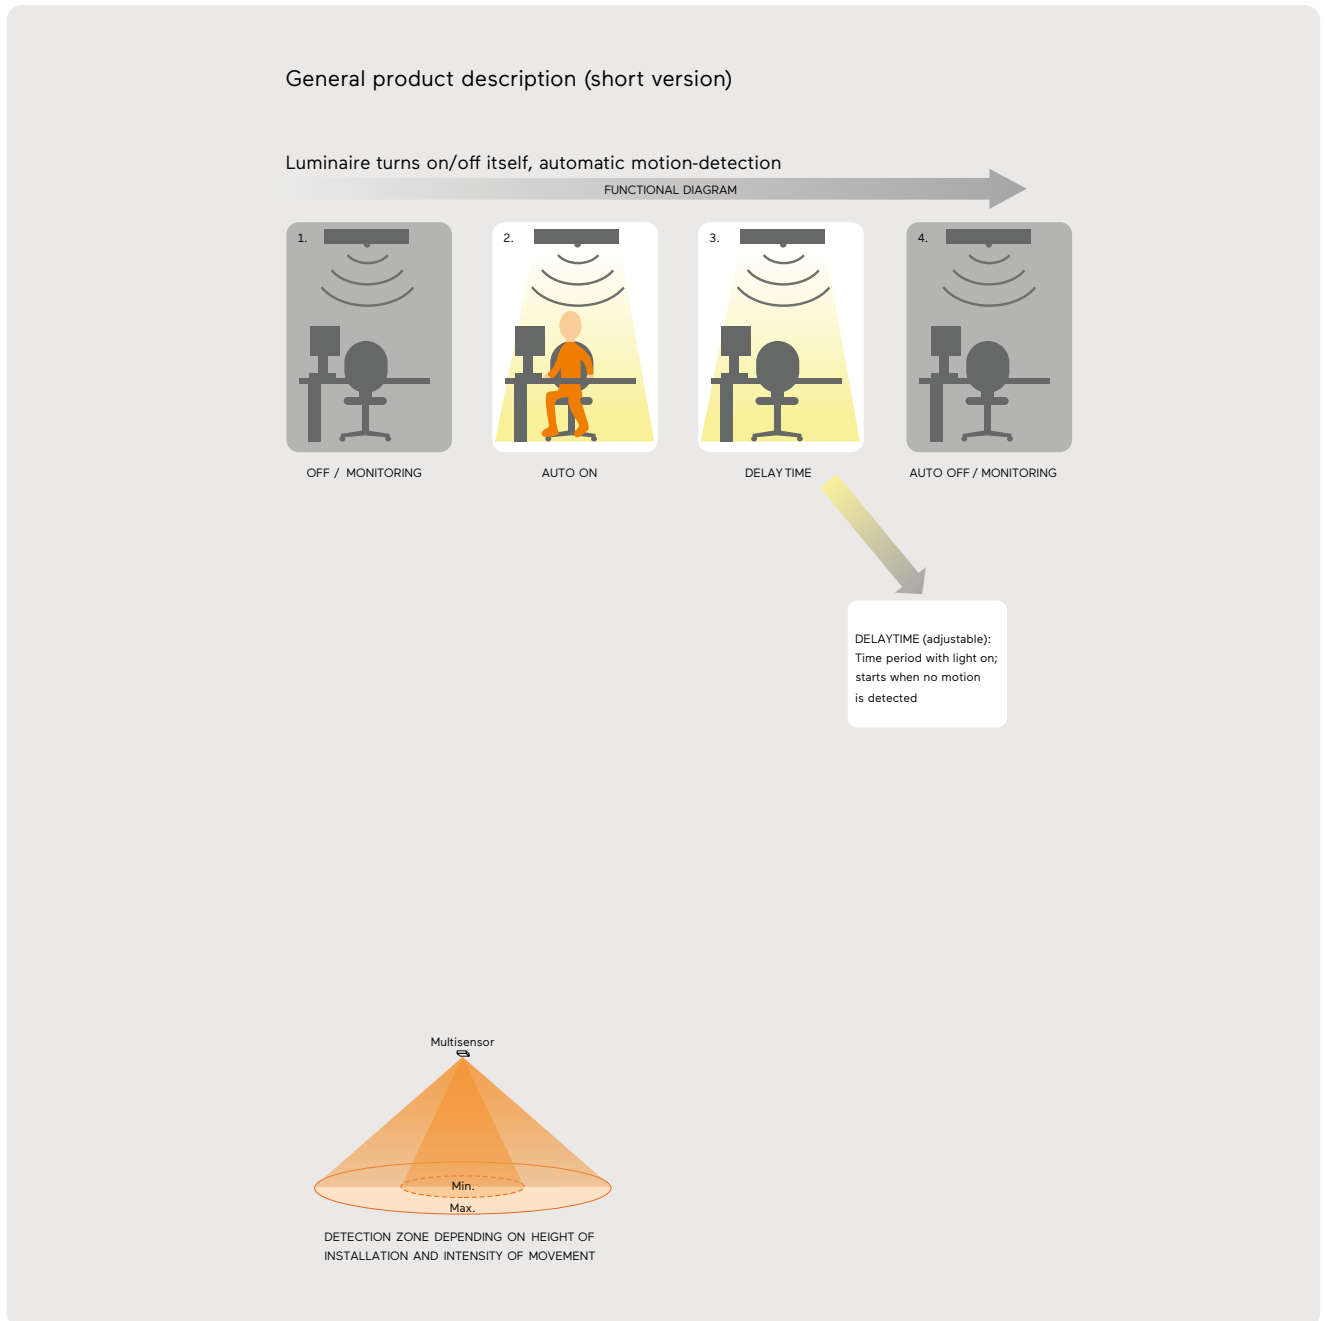 General product description (short version)
Luminaire turns on/off itself, automatic motion-detection
FUNCTIONAL DIAGRAM
1.
2.
3.
4.
OFF / MONITORING
AUTO ON
DELAY TIME
AUTO OFF / MONITORING
DELAYTIME (adjustable):
Time period with light on;
starts when no motion
is detected
Multisensor
Min.
Max.
DETECTION ZONE DEPENDING ON HEIGHT OF
INSTALLATION AND INTENSITY OF MOVEMENT